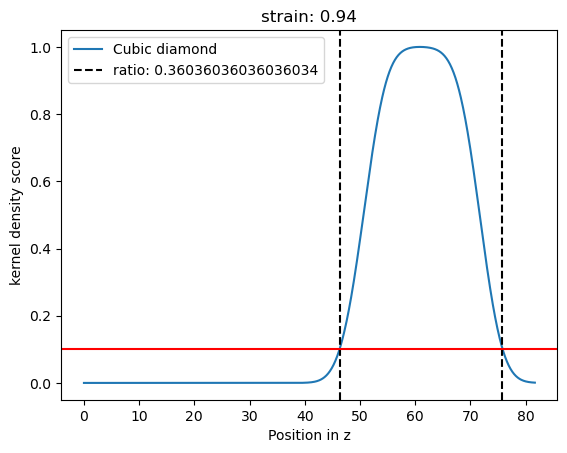 strain: 0.94
Cubic diamond
ratio: 0.36036036036036034
kernel density score
1.0
0.8
0.6
0.4
0.2
0.0
0 10 20 30 40 50 60 70 80
Position in z